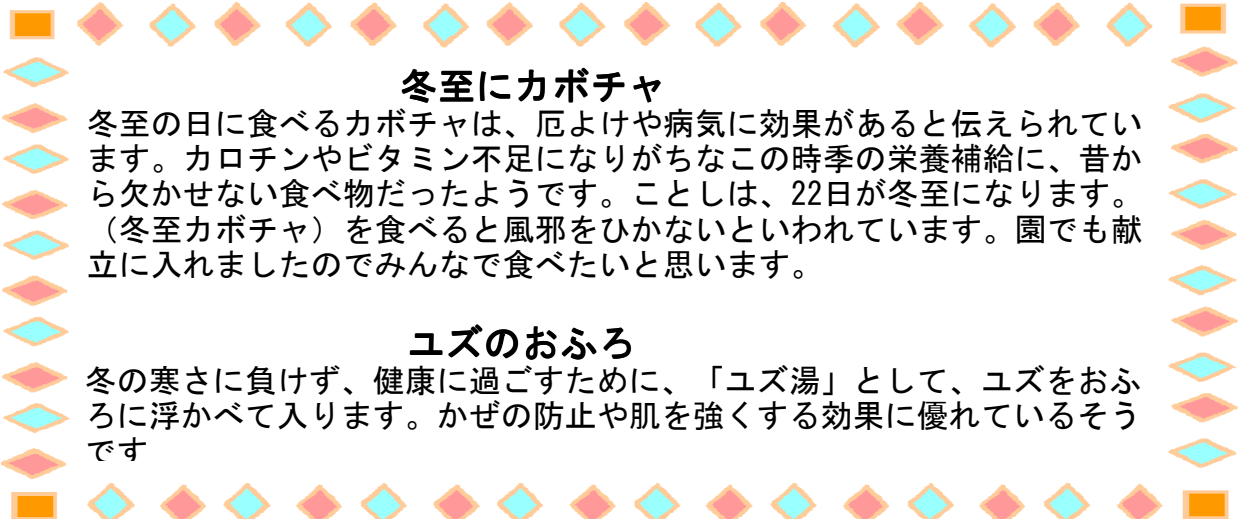 冬至にカボチャ
冬至の日に食べるカボチャは、厄よけや病気に効果があると伝えられてい
ます。カロチンやビタミン不足になりがちなこの時季の栄養補給に、昔か
ら欠かせない食べ物だったようです。ことしは、22日が冬至になります。
（冬至カボチャ）を食べると風邪をひかないといわれています。園でも献
立に入れましたのでみんなで食べたいと思います。
ユズのおふろ
冬の寒さに負けず、健康に過ごすために、「ユズ湯」として、ユズをおふ
ろに浮かべて入ります。かぜの防止や肌を強くする効果に優れているそう
です